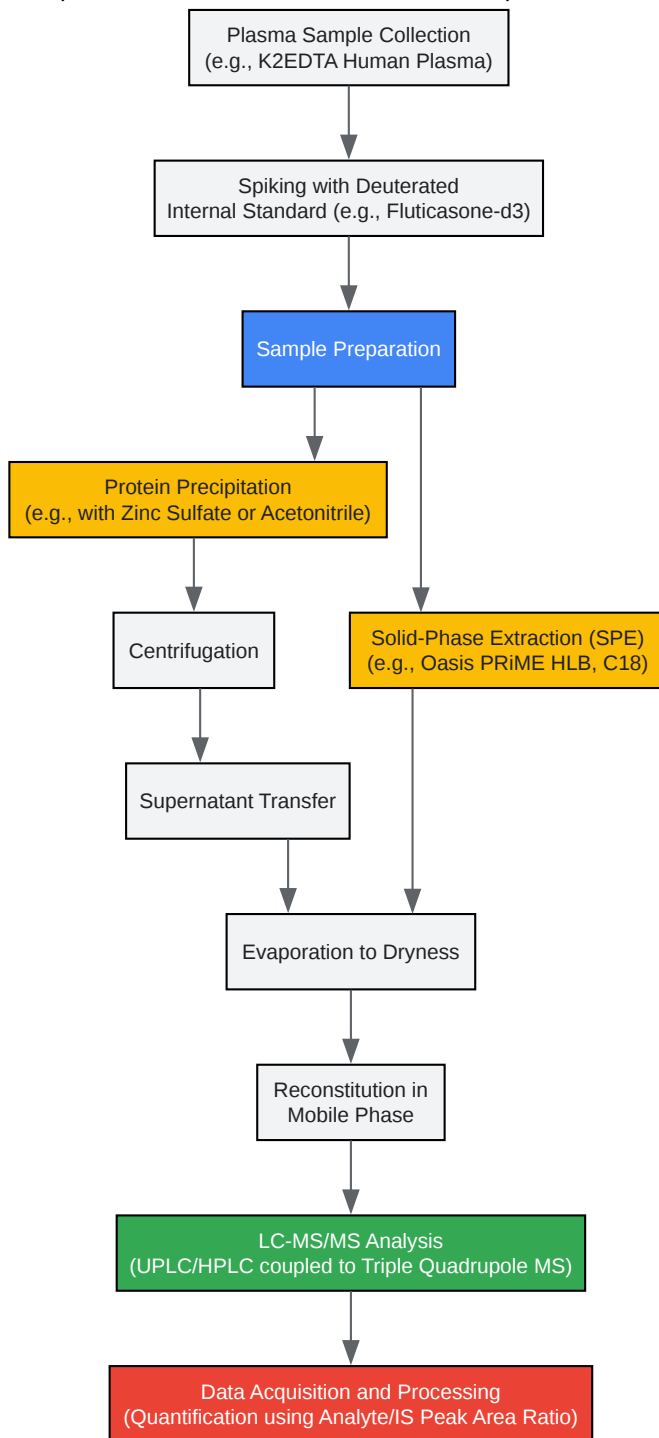 Plasma Sample Collection
(e.g., K2EDTA Human Plasma)
Spiking with Deuterated
Internal Standard (e.g., Fluticasone-d3)
Sample Preparation
Protein Precipitation
(e.g., with Zinc Sulfate or Acetonitrile)
Centrifugation
Solid-Phase Extraction (SPE)
(e.g., Oasis PRiME HLB, C18)
Supernatant Transfer
Evaporation to Dryness
Reconstitution in
Mobile Phase
LC-MS/MS Analysis
(UPLC/HPLC coupled to Triple Quadrupole MS)
Data Acquisition and Processing
(Quantification using Analyte/IS Peak Area Ratio)